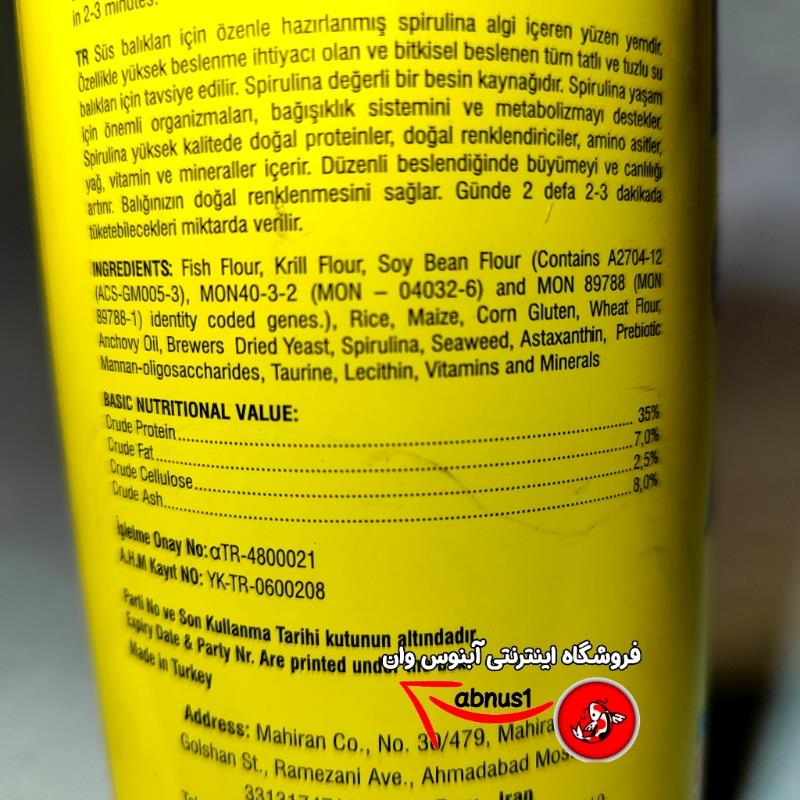 in 2-3 minutes.
TR Süs balıkları için özenle hazırlanmış spirulina algi içeren yüzen yemdir.
Özellikle yüksek beslenme ihtiyacı olan ve bitkisel beslenen tüm tatlı ve tuzlu su
balıkları için tavsiye edilir. Spirulina değerli bir besin kaynağıdır. Spirulina yaşam
için önemli organizmaları, bağışıklık sistemini ve metabolizmayı destekler.
Spirulina yüksek kalitede doğal proteinler, doğal renklendiriciler, amino asitler,
yağ, vitamin ve mineraller içerir. Düzenli beslendiğinde büyümeyi ve canlılığı
artırır. Balığınızın doğal renklenmesini sağlar. Günde 2 defa 2-3 dakikada
tüketebilecekleri miktarda verilir.
INGREDIENTS: Fish Flour, Krill Flour, Soy Bean Flour (Contains A2704-12
(ACS-GM005-3), MON40-3-2 (MON – 04032-6) and MON 89788 (MON
89788-1) identity coded genes.), Rice, Maize, Corn Gluten, Wheat Flour,
Anchovy Oil, Brewers Dried Yeast, Spirulina, Seaweed, Astaxanthin, Prebiotic
Mannan-oligosaccharides, Taurine, Lecithin, Vitamins and Minerals
BASIC NUTRITIONAL VALUE:
Crude Protein 35%
Crude Fat 7,0%
Crude Cellulose 2,5%
Crude Ash 8,0%
İşletme Onay No: αTR-4800021
A.H.M Kayıt NO: YK-TR-0600208
Parti No ve Son Kullanma Tarihi kutunun altındadır
Expiry Date & Party Nr. Are printed under
Made in Turkey
فروشگاه اینترنتی آبنوس وان
abnus1
Address: Mahiran Co., No. 30/479, Mahira
Golshan St., Ramezani Ave., Ahmadabad Mos
Iran